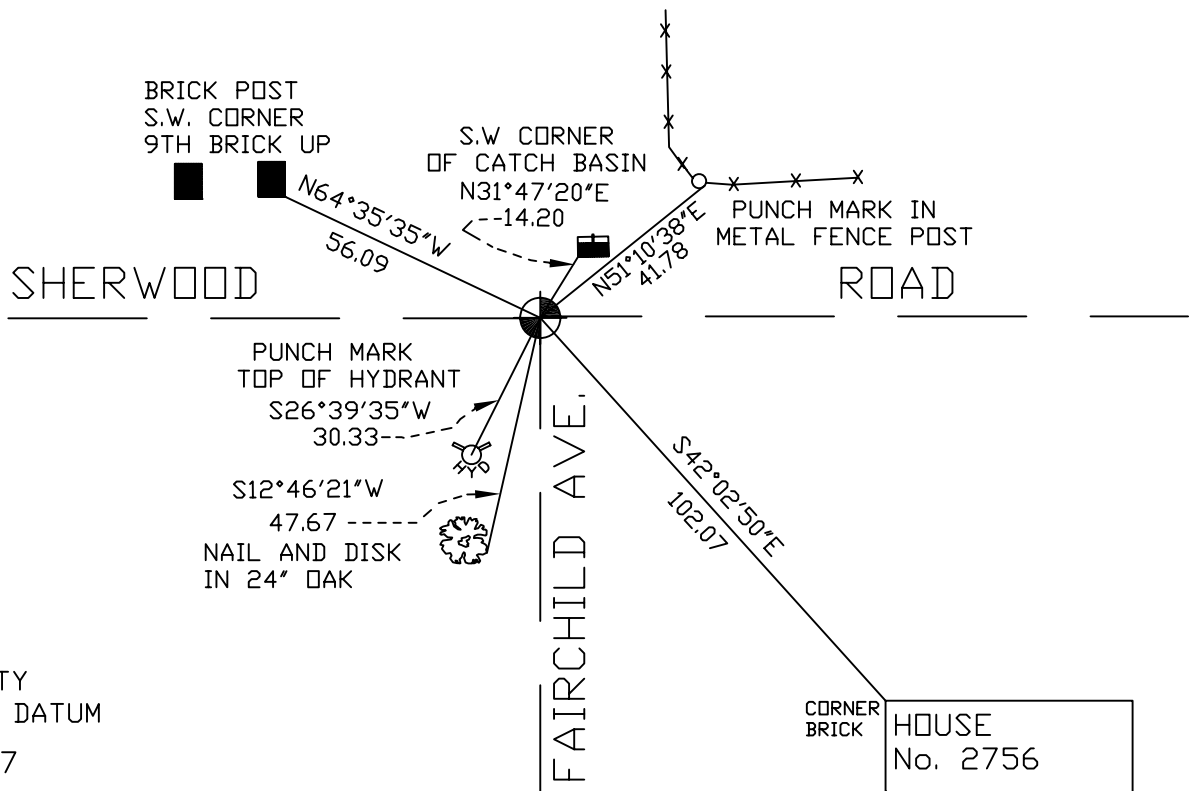 BRICK POST
S.W. CORNER
9TH BRICK UP
S.W CORNER
OF CATCH BASIN
N31°47'20"E
14.20
N64°35'35"W
56.09
N51°10'38"E
41.78
PUNCH MARK IN
METAL FENCE POST
SHERWOOD ROAD
PUNCH MARK
TOP OF HYDRANT
S26°39'35"W
30.33
HYD
S12°46'21"W
47.67
NAIL AND DISK
IN 24" OAK
FAIRCHILD AVE.
S42°02'50"E
102.07
TY
DATUM
7
CORNER
BRICK
HOUSE
No. 2756